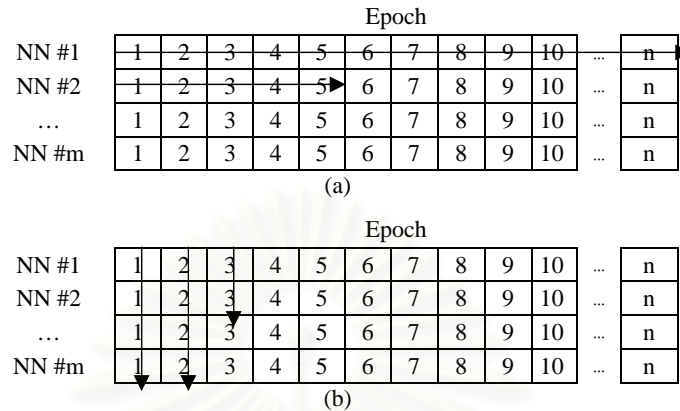 Epoch
NN #1 1 2 3 4 5 6 7 8 9 10 ... n
NN #2 1 2 3 4 5 6 7 8 9 10 ... n
… 1 2 3 4 5 6 7 8 9 10 ... n
NN #m 1 2 3 4 5 6 7 8 9 10 ... n
(a)
Epoch
NN #1 1 2 3 4 5 6 7 8 9 10 ... n
NN #2 1 2 3 4 5 6 7 8 9 10 ... n
… 1 2 3 4 5 6 7 8 9 10 ... n
NN #m 1 2 3 4 5 6 7 8 9 10 ... n
(b)